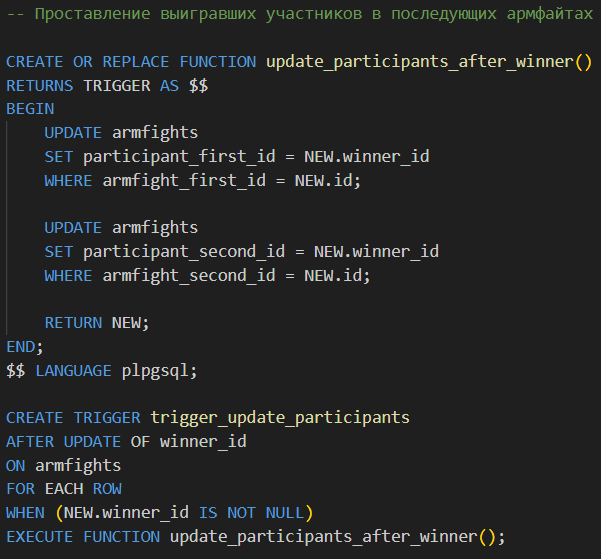 -- Проставление выигравших участников в последующих армфайтах
CREATE OR REPLACE FUNCTION update_participants_after_winner()
RETURNS TRIGGER AS $$
BEGIN
    UPDATE armfights
    SET participant_first_id = NEW.winner_id
    WHERE armfight_first_id = NEW.id;
    UPDATE armfights
    SET participant_second_id = NEW.winner_id
    WHERE armfight_second_id = NEW.id;
    RETURN NEW;
END;
$$ LANGUAGE plpgsql;
CREATE TRIGGER trigger_update_participants
AFTER UPDATE OF winner_id
ON armfights
FOR EACH ROW
WHEN (NEW.winner_id IS NOT NULL)
EXECUTE FUNCTION update_participants_after_winner();